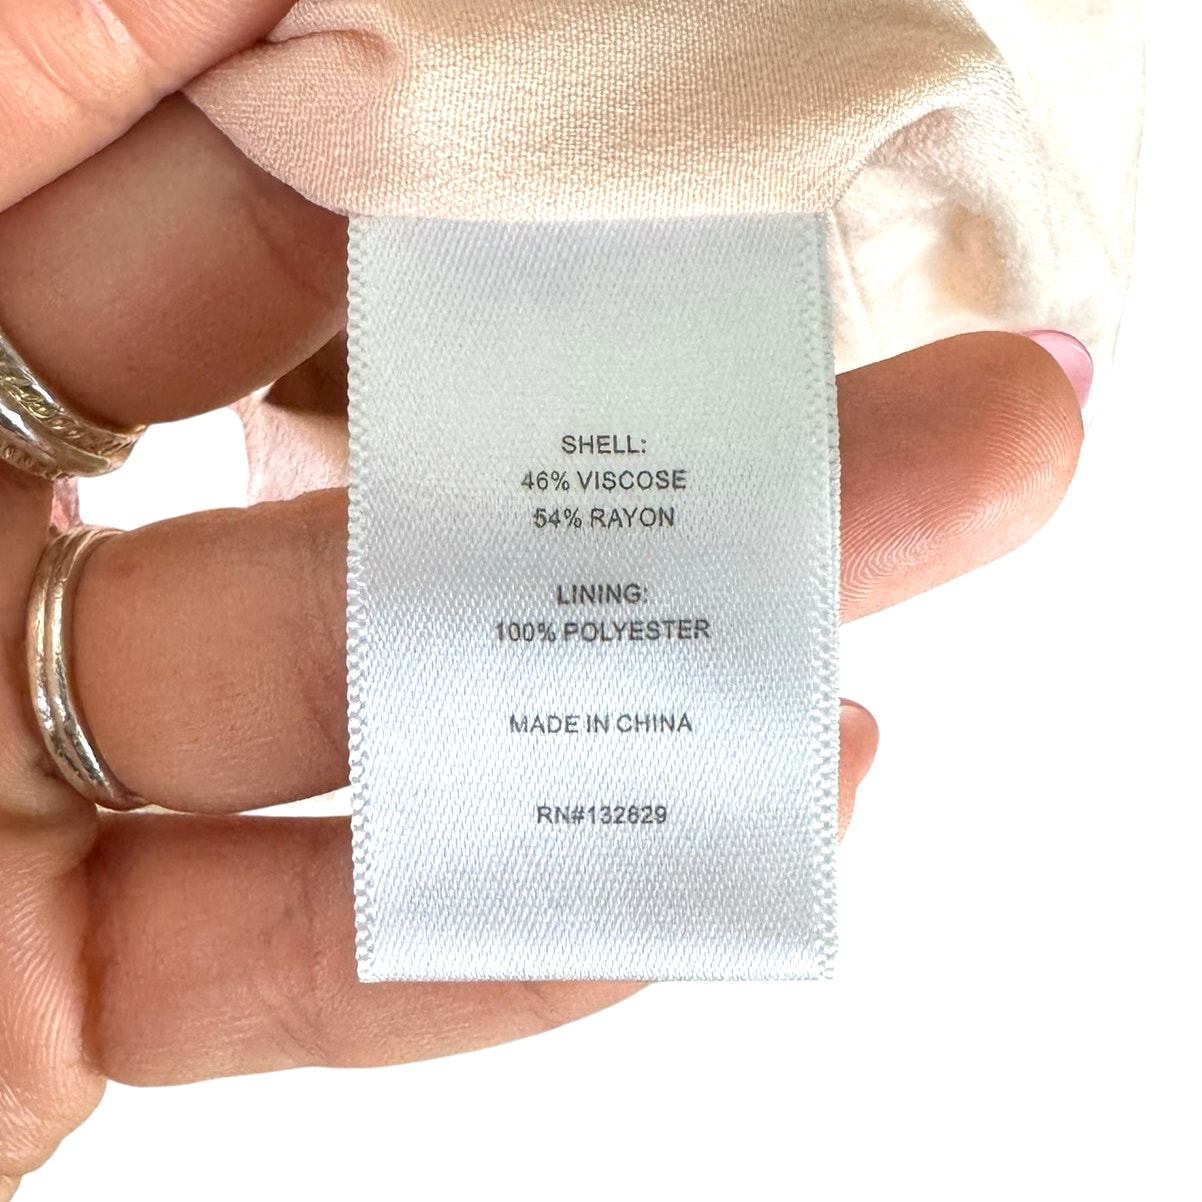 SHELL:
46% VISCOSE
54% RAYON
LINING:
100% POLYESTER
MADE IN CHINA
RN#132829